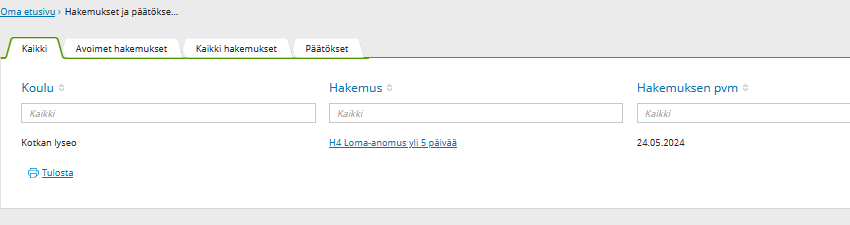 Oma etusivu › Hakemukset ja päätökse...
Kaikki Avoimet hakemukset Kaikki hakemukset Päätökset
Koulu Hakemus Hakemuksen pvm
Kaikki Kaikki Kaikki
Kotkan lyseo H4 Loma-anomus yli 5 päivää 24.05.2024
Tulosta